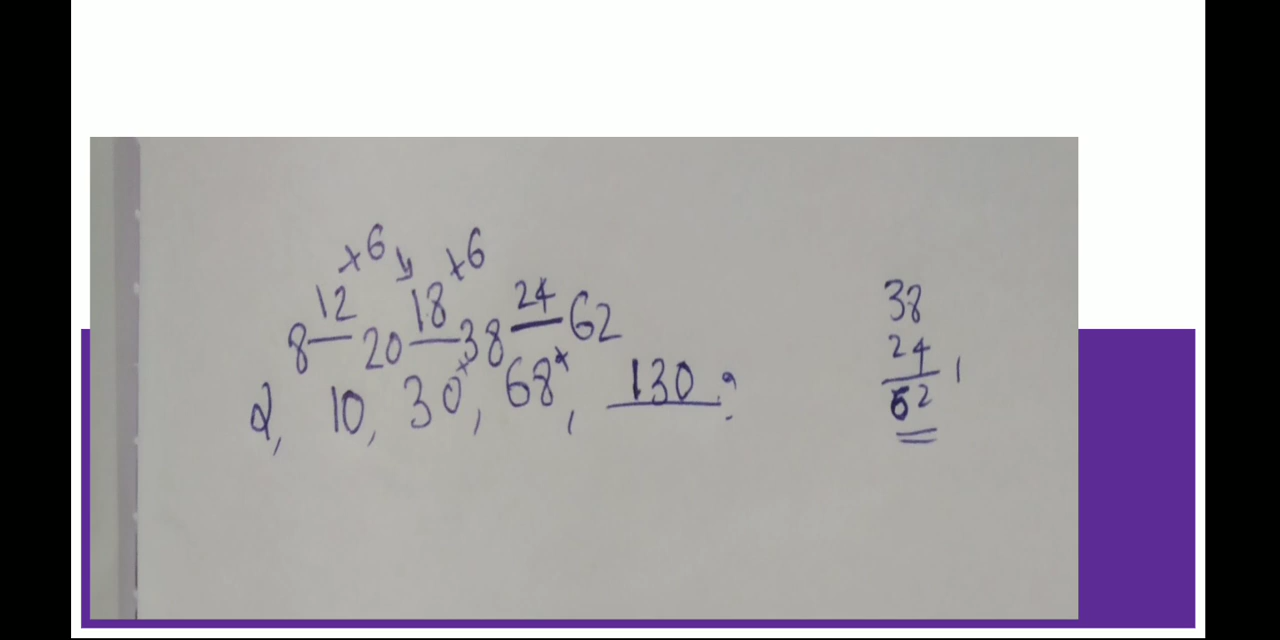 +6 +6
12 18 24
8 20 38 62
2, 10, 30, 68, 130 ?
38
24
62